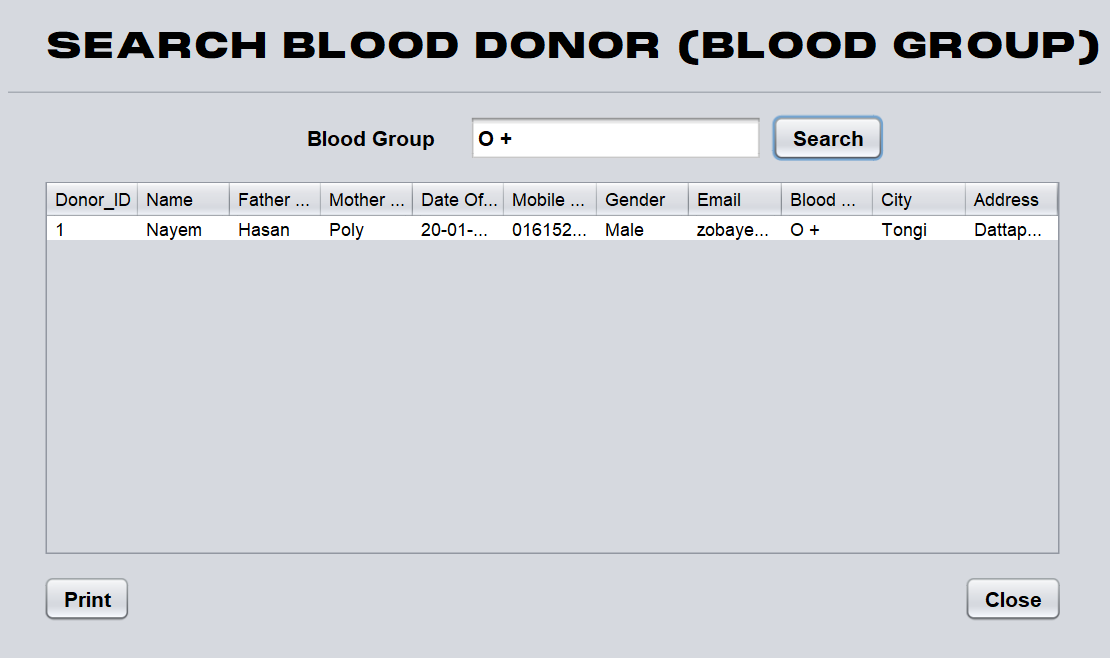 SEARCH BLOOD DONOR (BLOOD GROUP)
Blood Group O + Search
Donor_ID Name Father ... Mother ... Date Of... Mobile ... Gender Email Blood ... City Address
1 Nayem Hasan Poly 20-01-... 016152... Male zobaye... O + Tongi Dattap...
Print Close